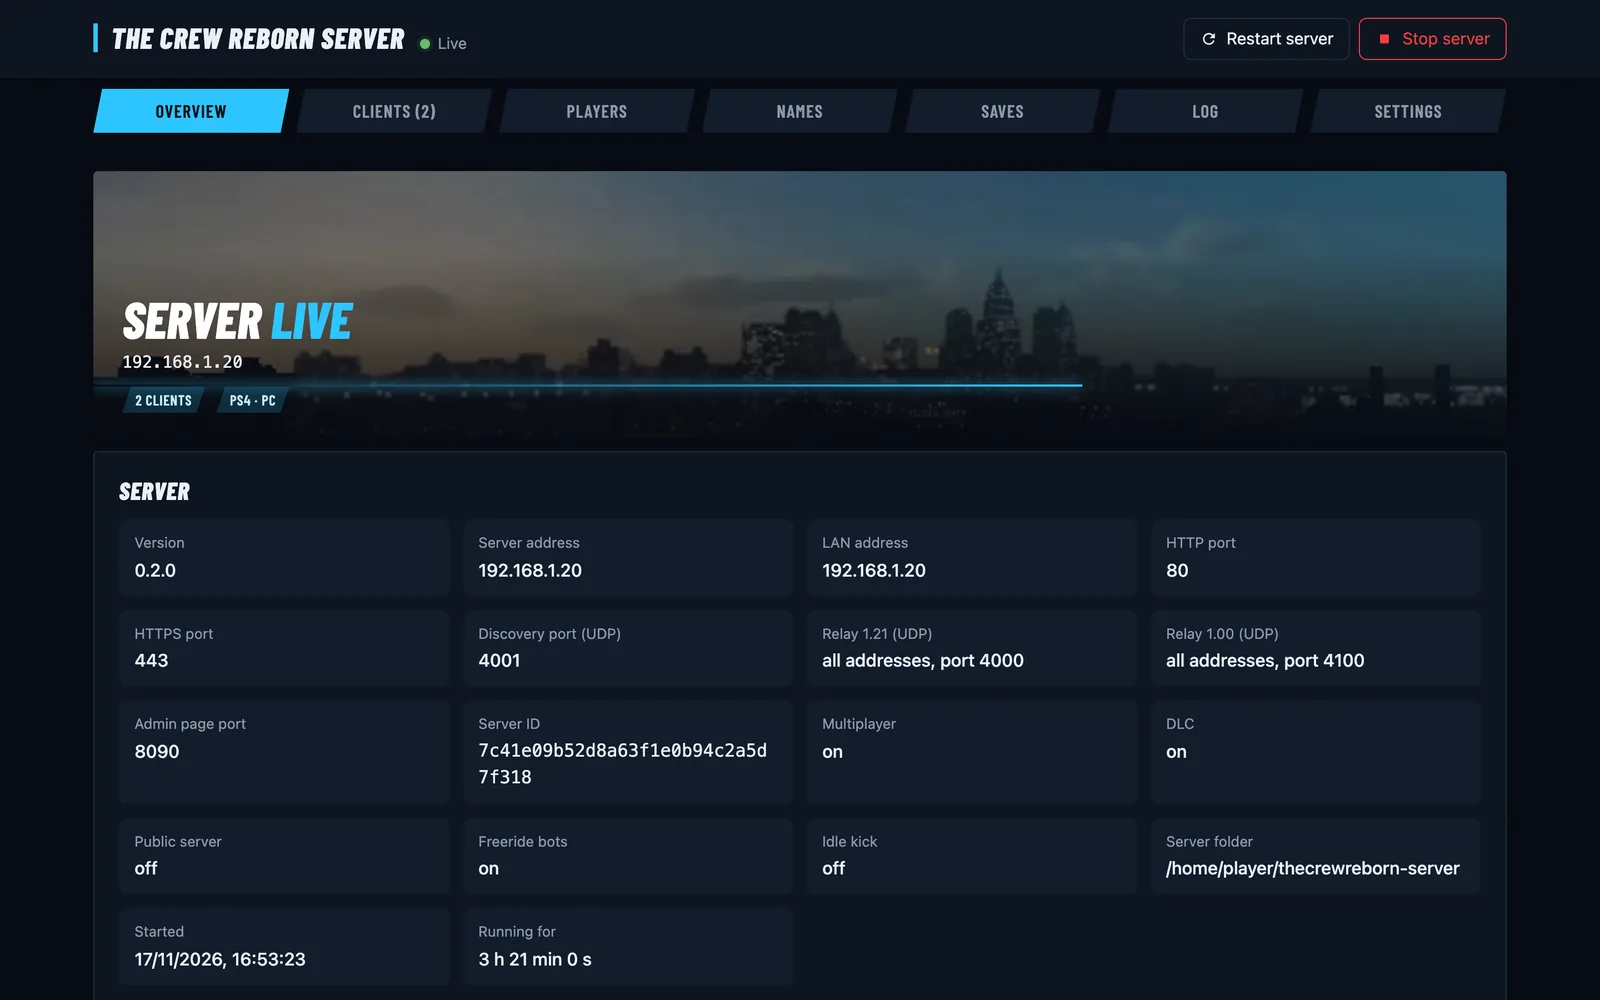 THE CREW REBORN SERVER
Live
Restart server
Stop server
OVERVIEW
CLIENTS (2)
PLAYERS
NAMES
SAVES
LOG
SETTINGS
SERVER LIVE
192.168.1.20
2 CLIENTS
PS4 · PC
SERVER
Version
0.2.0
Server address
192.168.1.20
LAN address
192.168.1.20
HTTP port
80
HTTPS port
443
Discovery port (UDP)
4001
Relay 1.21 (UDP)
all addresses, port 4000
Relay 1.00 (UDP)
all addresses, port 4100
Admin page port
8090
Server ID
7c41e09b52d8a63f1e0b94c2a5d
7f318
Multiplayer
on
DLC
on
Public server
off
Freeride bots
on
Idle kick
off
Server folder
/home/player/thecrewreborn-server
Started
17/11/2026, 16:53:23
Running for
3 h 21 min 0 s